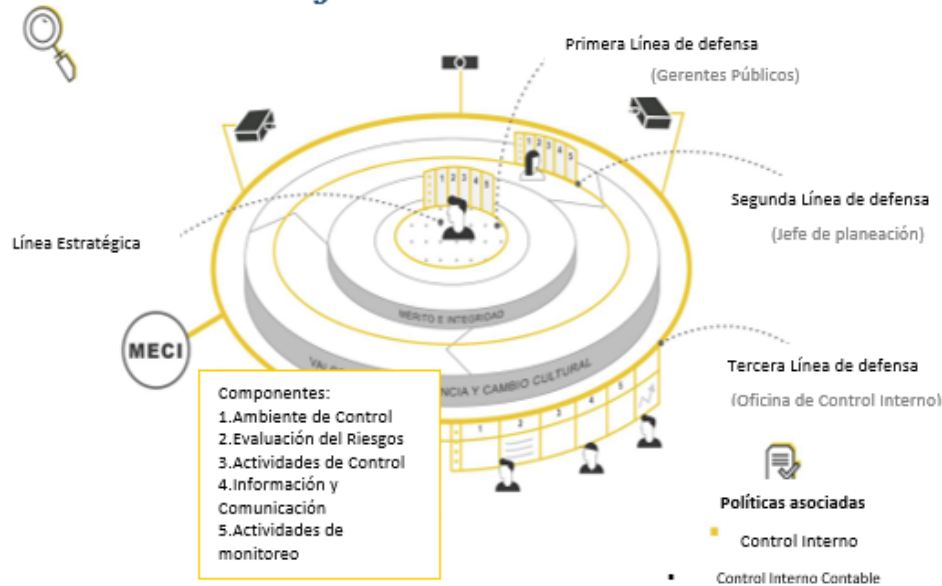 Primera Línea de defensa
(Gerentes Públicos)
1 2 3 4 5
1 2 3 4 5
Segunda Línea de defensa
(Jefe de planeación)
Línea Estratégica
MÉRITO E INTEGRIDAD
MECI
NCIA Y CAMBIO CULTURAL
Tercera Línea de defensa
(Oficina de Control Interno)
1 2 3 4 5
Componentes:
1.Ambiente de Control
2.Evaluación del Riesgos
3.Actividades de Control
4.Información y
Comunicación
5.Actividades de
monitoreo
Políticas asociadas
Control Interno
Control Interno Contable